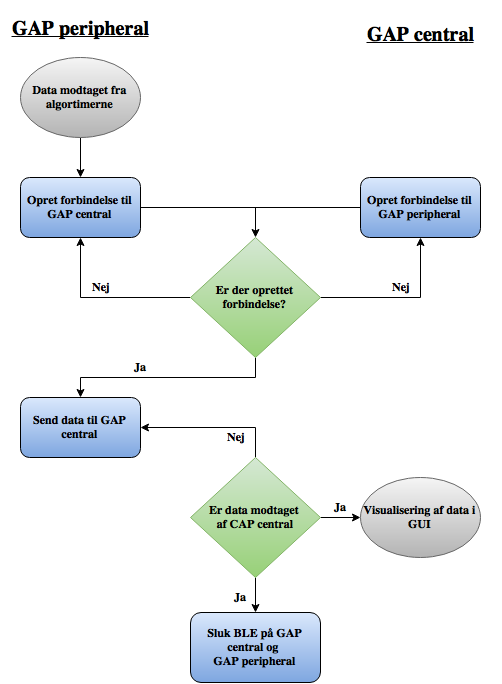 GAP peripheral
GAP central
Data modtaget fra
algortimerne
Opret forbindelse til
GAP central
Opret forbindelse til
GAP peripheral
Er der oprettet
forbindelse?
Nej
Nej
Ja
Send data til GAP
central
Nej
Er data modtaget
af CAP central
Ja
Visualisering af data i
GUI
Ja
Sluk BLE på GAP
central og
GAP peripheral